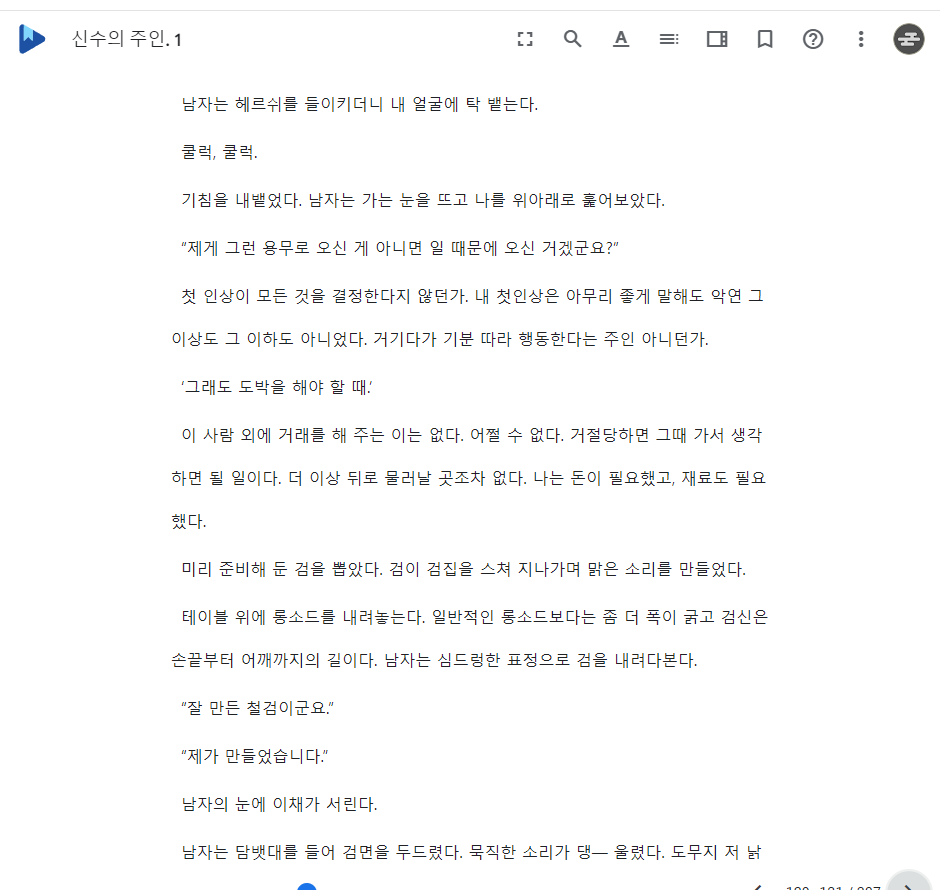 신수의 주인. 1
남자는 헤르쉬를 들이키더니 내 얼굴에 탁 뱉는다.
쿨럭, 쿨럭.
기침을 내뱉었다. 남자는 가는 눈을 뜨고 나를 위아래로 훑어보았다.
“제게 그런 용무로 오신 게 아니면 일 때문에 오신 거겠군요?”
첫 인상이 모든 것을 결정한다지 않던가. 내 첫인상은 아무리 좋게 말해도 악연 그
이상도 그 이하도 아니었다. 거기다가 기분 따라 행동한다는 주인 아니던가.
‘그래도 도박을 해야 할 때.‘
이 사람 외에 거래를 해 주는 이는 없다. 어쩔 수 없다. 거절당하면 그때 가서 생각
하면 될 일이다. 더 이상 뒤로 물러날 곳조차 없다. 나는 돈이 필요했고, 재료도 필요
했다.
미리 준비해 둔 검을 뽑았다. 검이 검집을 스쳐 지나가며 맑은 소리를 만들었다.
테이블 위에 롱소드를 내려놓는다. 일반적인 롱소드보다는 좀 더 폭이 굵고 검신은
손끝부터 어깨까지의 길이다. 남자는 심드렁한 표정으로 검을 내려다본다.
“잘 만든 철검이군요.”
“제가 만들었습니다.”
남자의 눈에 이채가 서린다.
남자는 담뱃대를 들어 검면을 두드렸다. 묵직한 소리가 댕— 울렸다. 도무지 저 낡